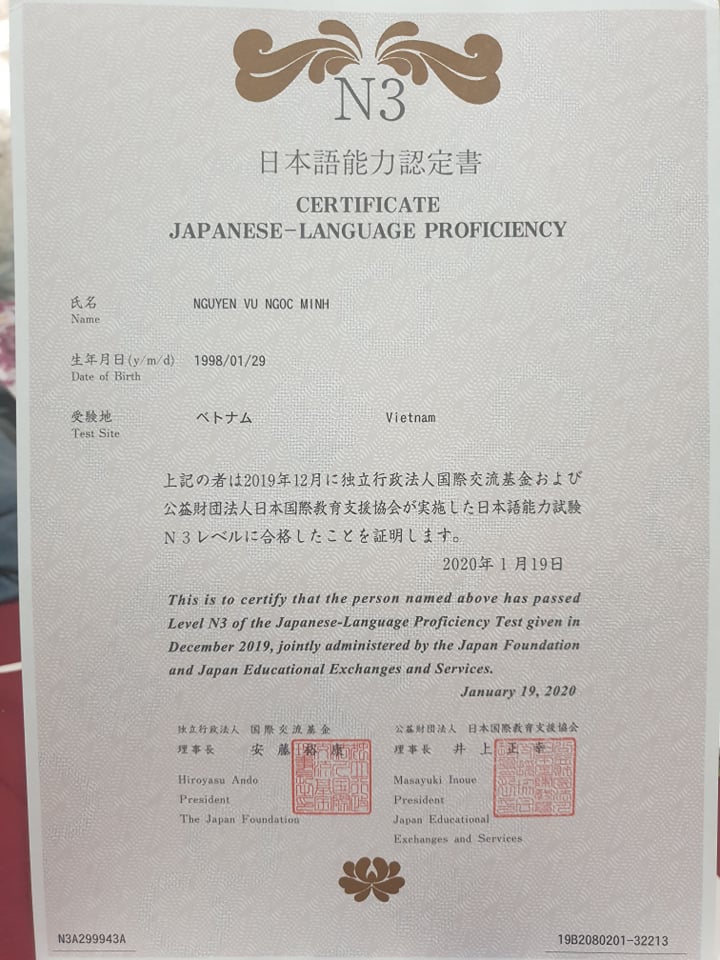 N3
日本語能力認定書
CERTIFICATE
JAPANESE-LANGUAGE PROFICIENCY
氏名 NGUYEN VU NGOC MINH
Name
生年月日(y/m/d) 1998/01/29
Date of Birth
受験地 ベトナム Vietnam
Test Site
上記の者は2019年12月に独立行政法人国際交流基金および
公益財団法人日本国際教育支援協会が実施した日本語能力試験
N3レベルに合格したことを証明します。
2020年1月19日
This is to certify that the person named above has passed
Level N3 of the Japanese-Language Proficiency Test given in
December 2019, jointly administered by the Japan Foundation
and Japan Educational Exchanges and Services.
January 19, 2020
独立行政法人 国際交流基金
理事長 安藤裕康
Hiroyasu Ando
President
The Japan Foundation
公益財団法人 日本国際教育支援協会
理事長 井上正幸
Masayuki Inoue
President
Japan Educational
Exchanges and Services
N3A299943A
19B2080201-32213